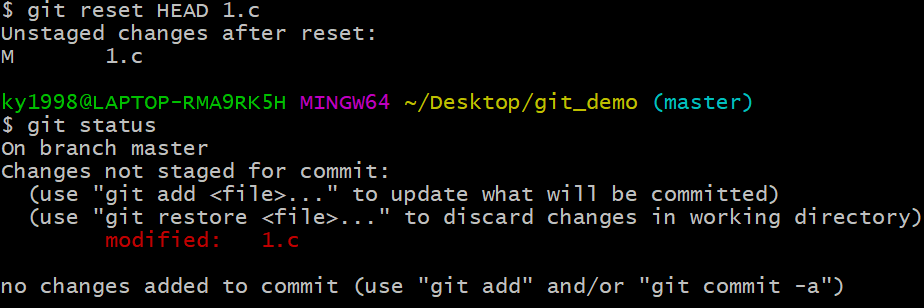 $ git reset HEAD 1.c
Unstaged changes after reset:
M       1.c
ky1998@LAPTOP-RMA9RK5H MINGW64 ~/Desktop/git_demo (master)
$ git status
On branch master
Changes not staged for commit:
  (use "git add <file>..." to update what will be committed)
  (use "git restore <file>..." to discard changes in working directory)
        modified:   1.c
no changes added to commit (use "git add" and/or "git commit -a")